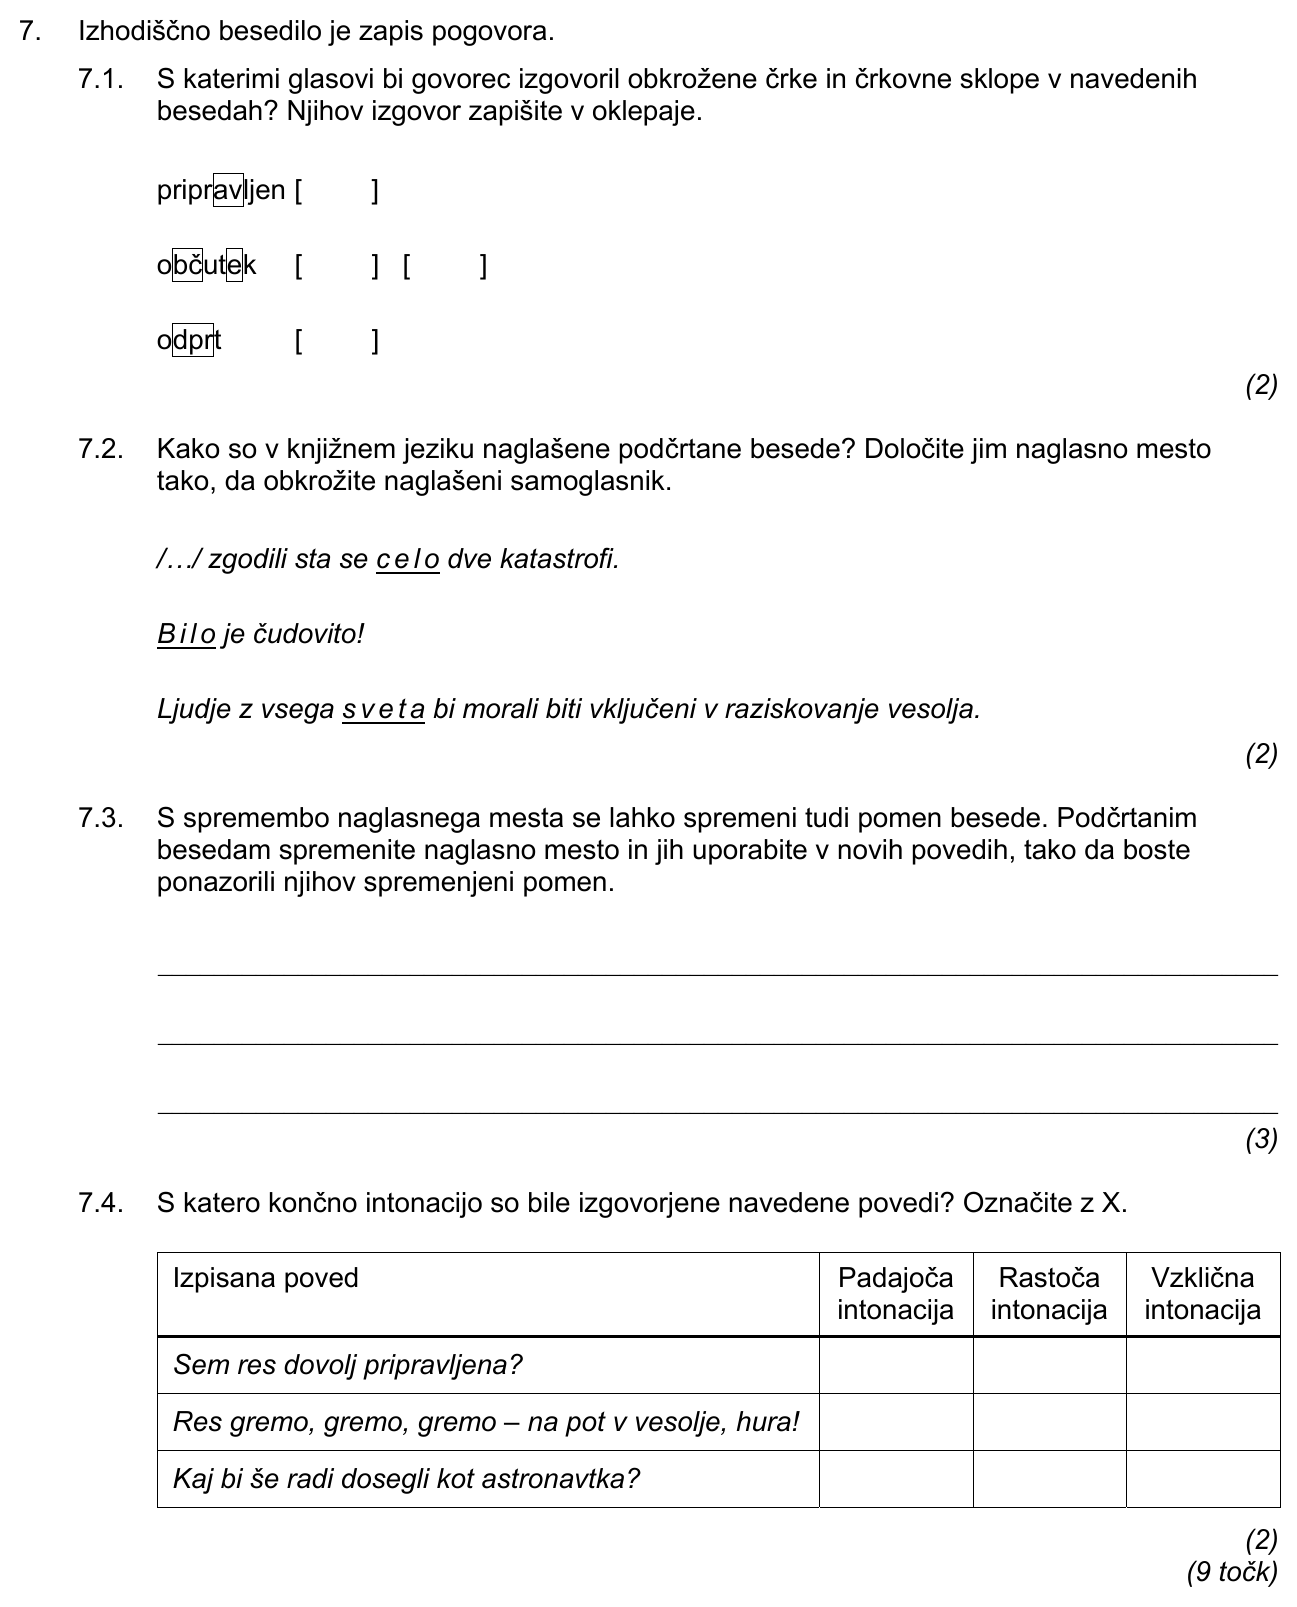 7. Izhodiščno besedilo je zapis pogovora.
7.1. S katerimi glasovi bi govorec izgovoril obkrožene črke in črkovne sklope v navedenih
besedah? Njihov izgovor zapišite v oklepaje.
pripravljen [ ]
občutek [ ] [ ]
odprt [ ]
(2)
7.2. Kako so v knjižnem jeziku naglašene podčrtane besede? Določite jim naglasno mesto
tako, da obkrožite naglašeni samoglasnik.
/…/ zgodili sta se celo dve katastrofi.
Bilo je čudovito!
Ljudje z vsega sveta bi morali biti vključeni v raziskovanje vesolja.
(2)
7.3. S spremembo naglasnega mesta se lahko spremeni tudi pomen besede. Podčrtanim
besedam spremenite naglasno mesto in jih uporabite v novih povedih, tako da boste
ponazorili njihov spremenjeni pomen.
(3)
7.4. S katero končno intonacijo so bile izgovorjene navedene povedi? Označite z X.
Izpisana poved Padajoča Rastoča Vzklična
intonacija intonacija intonacija
Sem res dovolj pripravljena?
Res gremo, gremo, gremo – na pot v vesolje, hura!
Kaj bi še radi dosegli kot astronavtka?
(2)
(9 točk)